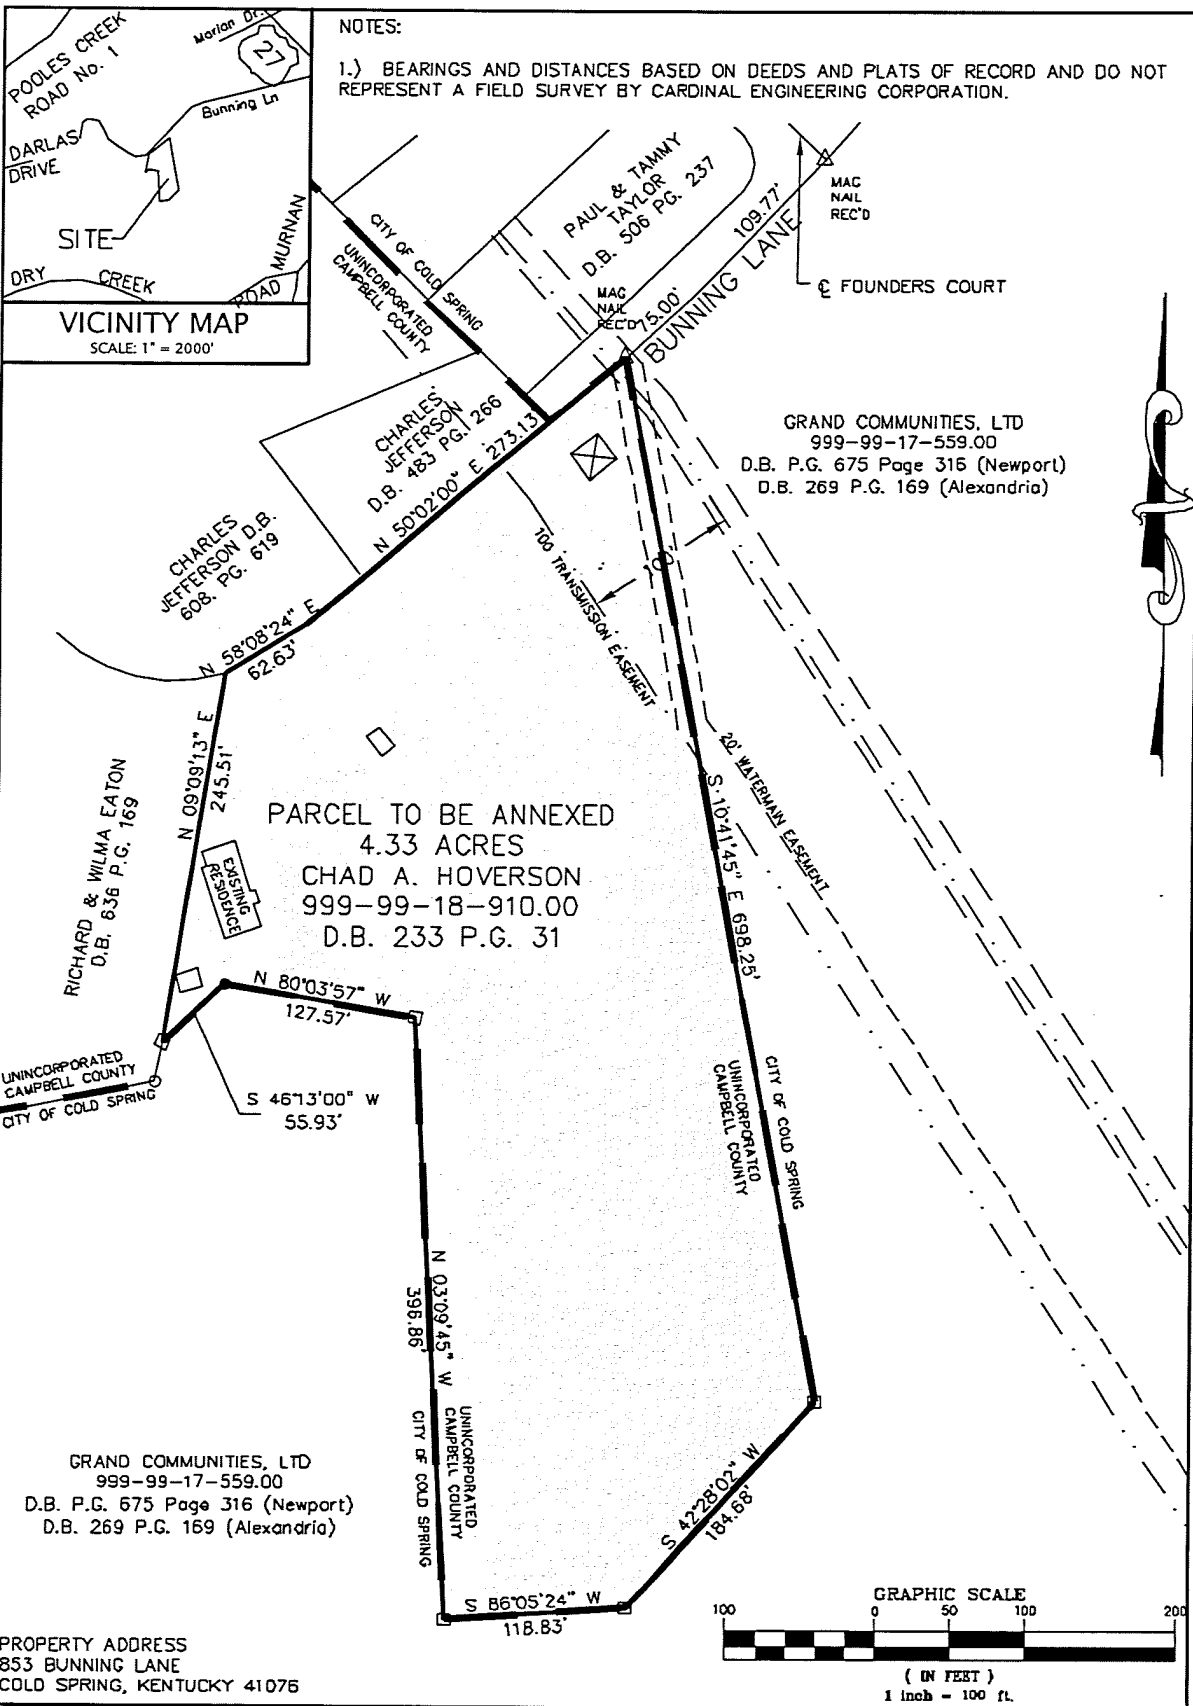 POOLES CREEK
ROAD No. 1
Marian Dr.
27
Bunning Ln
DARLAS
DRIVE
SITE
DRY CREEK
ROAD
MURNAN
VICINITY MAP
SCALE: 1" = 2000'
NOTES:
1.) BEARINGS AND DISTANCES BASED ON DEEDS AND PLATS OF RECORD AND DO NOT
REPRESENT A FIELD SURVEY BY CARDINAL ENGINEERING CORPORATION.
PAUL & TAMMY
TAYLOR
D.B. 506 PG. 237
MAG
NAIL
REC'D
109.77'
BUNNING LANE
℄ FOUNDERS COURT
CITY OF COLD SPRING
UNINCORPORATED
CAMPBELL COUNTY
MAG
NAIL
REC'D
75.00'
GRAND COMMUNITIES, LTD
999-99-17-559.00
D.B. P.G. 675 Page 316 (Newport)
D.B. 269 P.G. 169 (Alexandria)
CHARLES
JEFFERSON
D.B. 483 PG. 266
N 50°02'00" E 273.13'
CHARLES
JEFFERSON D.B.
608. PG. 619
N 58°08'24" E
62.63'
100 TRANSMISSION EASEMENT
100'
20' WATERMAIN EASEMENT
N 09°09'13" E
245.51'
RICHARD & WILMA EATON
D.B. 636 P.G. 169
PARCEL TO BE ANNEXED
4.33 ACRES
CHAD A. HOVERSON
999-99-18-910.00
D.B. 233 P.G. 31
EXISTING
RESIDENCE
S 10°41'45" E 698.25'
N 80°03'57" W
127.57'
UNINCORPORATED
CAMPBELL COUNTY
CITY OF COLD SPRING
S 46°13'00" W
55.93'
CITY OF COLD SPRING
UNINCORPORATED
CAMPBELL COUNTY
N 03°09'45" W
396.86'
UNINCORPORATED
CAMPBELL COUNTY
CITY OF COLD SPRING
GRAND COMMUNITIES, LTD
999-99-17-559.00
D.B. P.G. 675 Page 316 (Newport)
D.B. 269 P.G. 169 (Alexandria)
S 42°28'02" W
184.68'
S 86°05'24" W
118.83'
PROPERTY ADDRESS
853 BUNNING LANE
COLD SPRING, KENTUCKY 41076
GRAPHIC SCALE
100 0 50 100 200
( IN FEET )
1 inch = 100 ft.